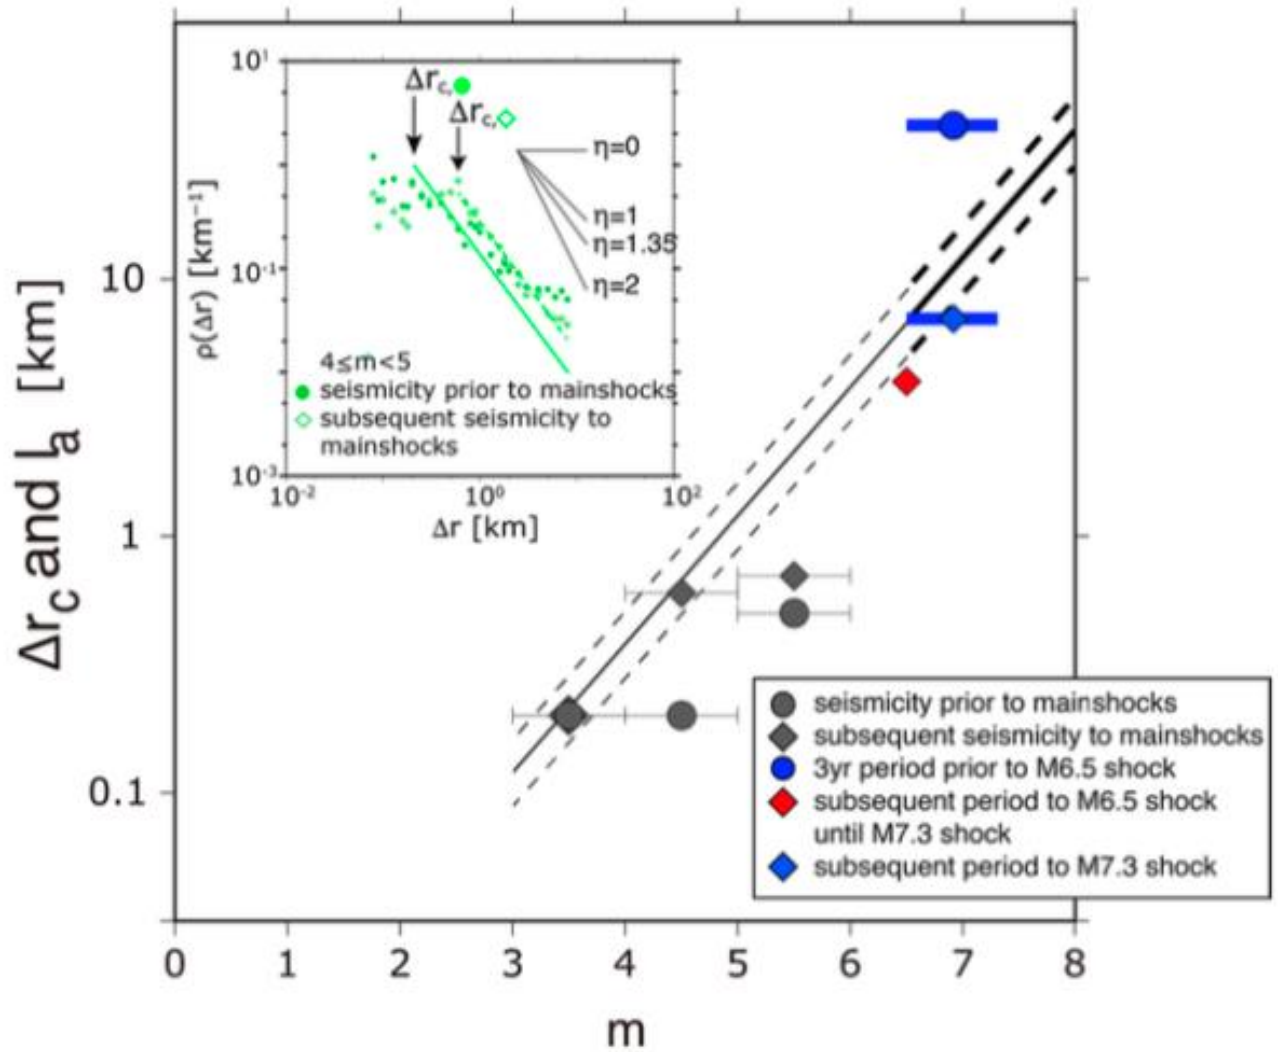 10¹
Δr_c,
Δr_c,
η=0
η=1
η=1.35
η=2
ρ(Δr) [km⁻¹]
10⁻¹
4≤m<5
seismicity prior to mainshocks
subsequent seismicity to
mainshocks
10⁻³
10⁻²
10⁰
10²
Δr [km]
Δr_c and l_a [km]
10
1
0.1
seismicity prior to mainshocks
subsequent seismicity to mainshocks
3yr period prior to M6.5 shock
subsequent period to M6.5 shock
until M7.3 shock
subsequent period to M7.3 shock
0 1 2 3 4 5 6 7 8
m